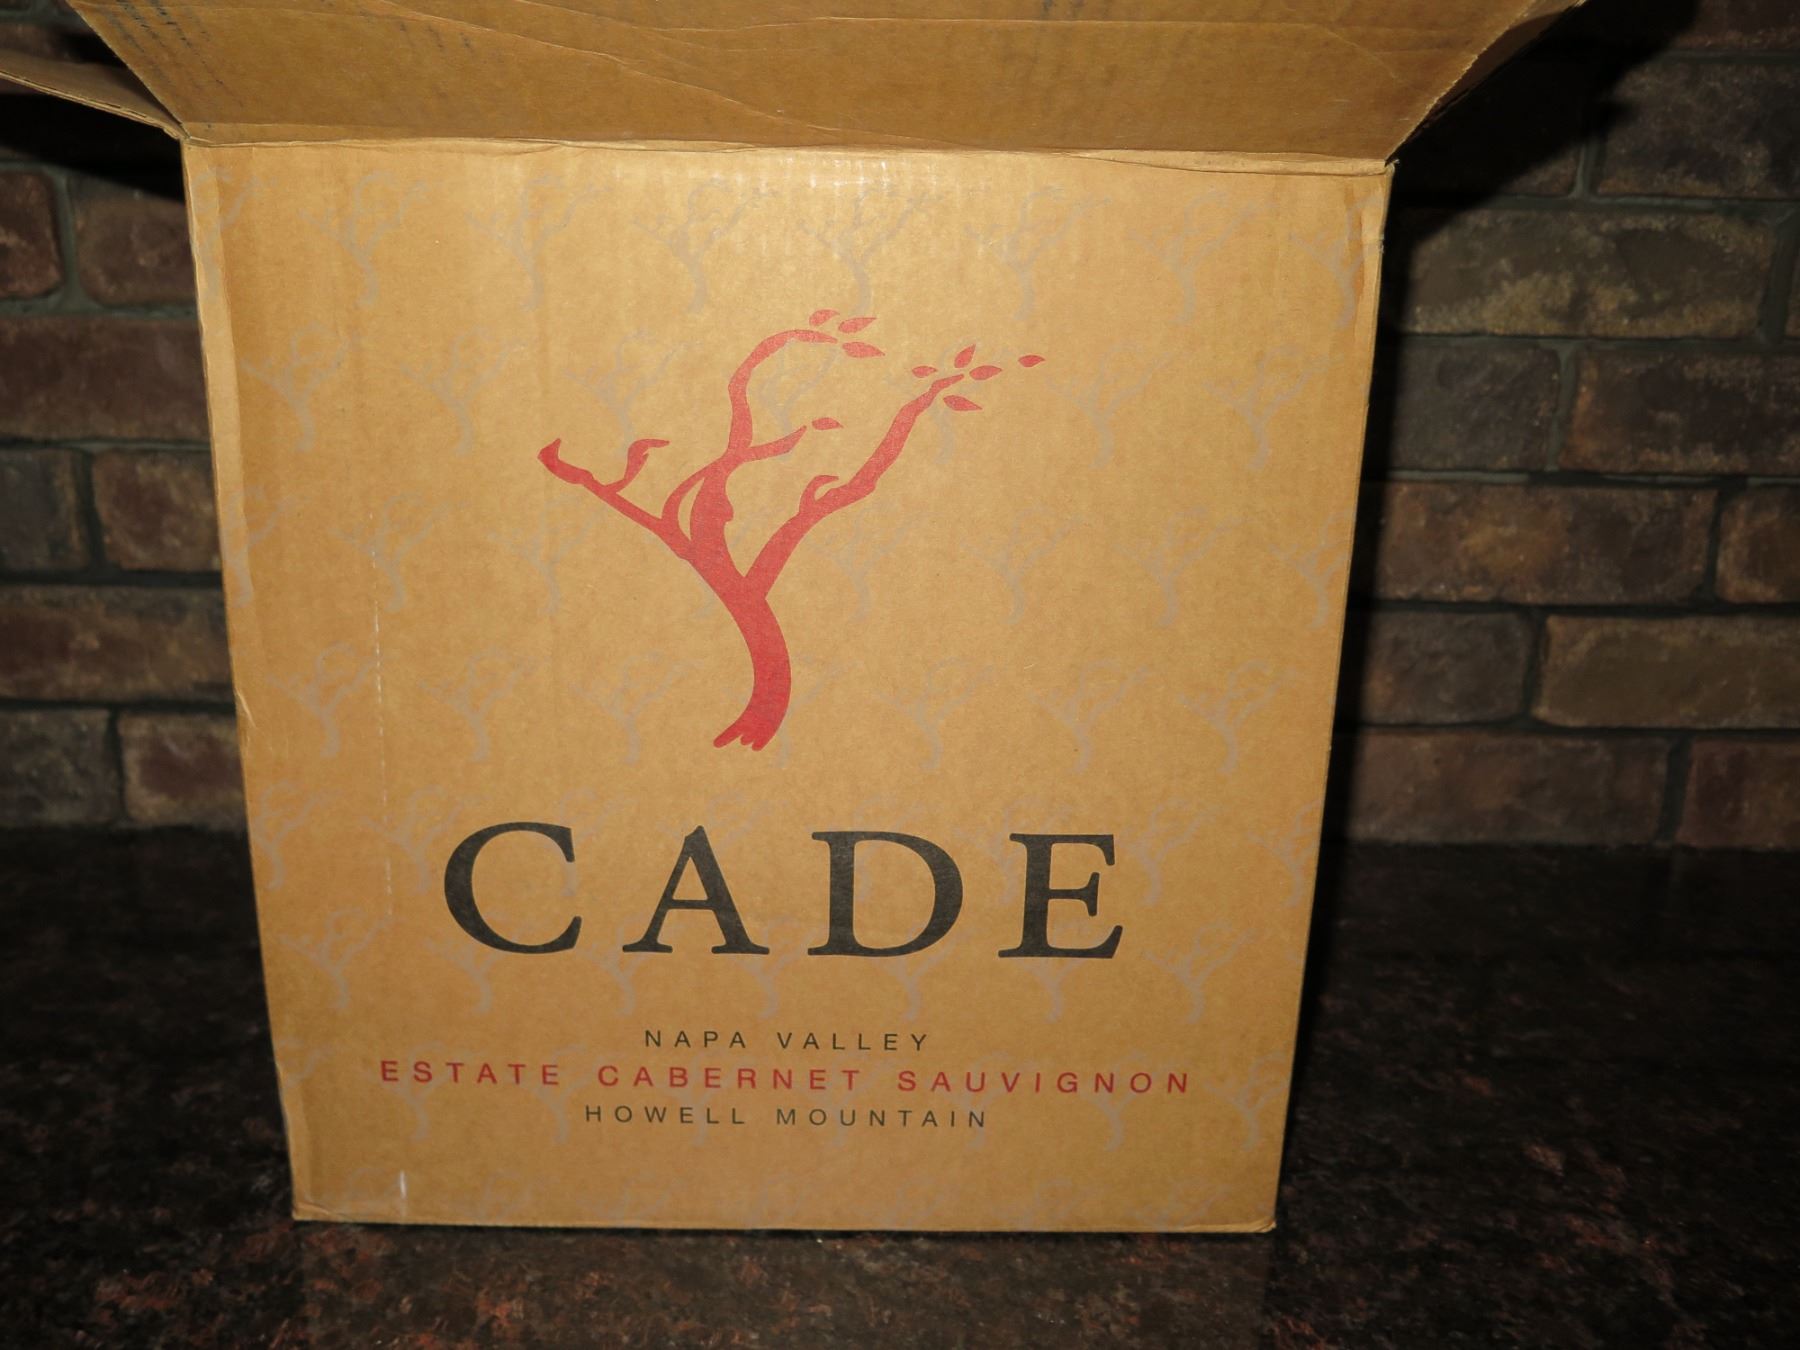 CADE
NAPA VALLEY
ESTATE CABERNET SAUVIGNON
HOWELL MOUNTAIN